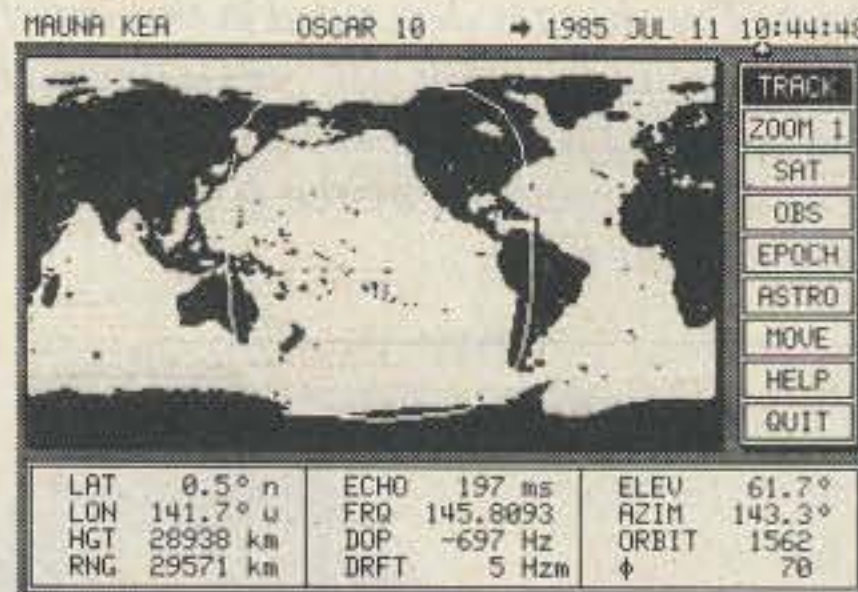 MAUNA KEA OSCAR 10 → 1985 JUL 11 10:44:48
TRACK
ZOOM 1
SAT
OBS
EPOCH
ASTRO
MOVE
HELP
QUIT
LAT 0.5° n
LON 141.7° w
HGT 28938 km
RNG 29571 km
ECHO 197 ms
FRQ 145.8093
DOP -697 Hz
DRFT 5 Hzm
ELEV 61.7°
AZIM 143.3°
ORBIT 1562
ϕ 70